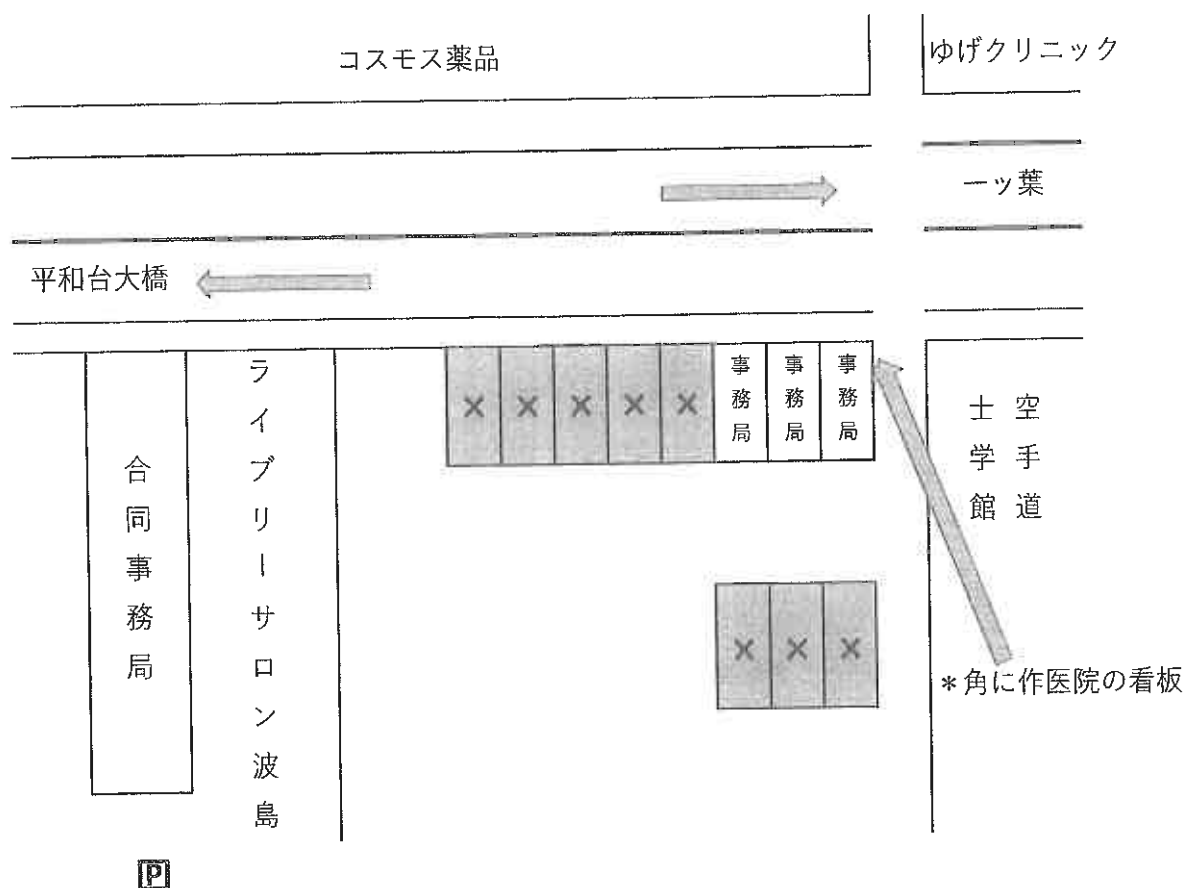 コスモス薬品
ゆげクリニック
一ッ葉
平和台大橋
合同事務局
ライブリーサロン波島
×
×
×
×
×
事務局
事務局
事務局
空手道
士学館
×
×
×
*角に作医院の看板
P